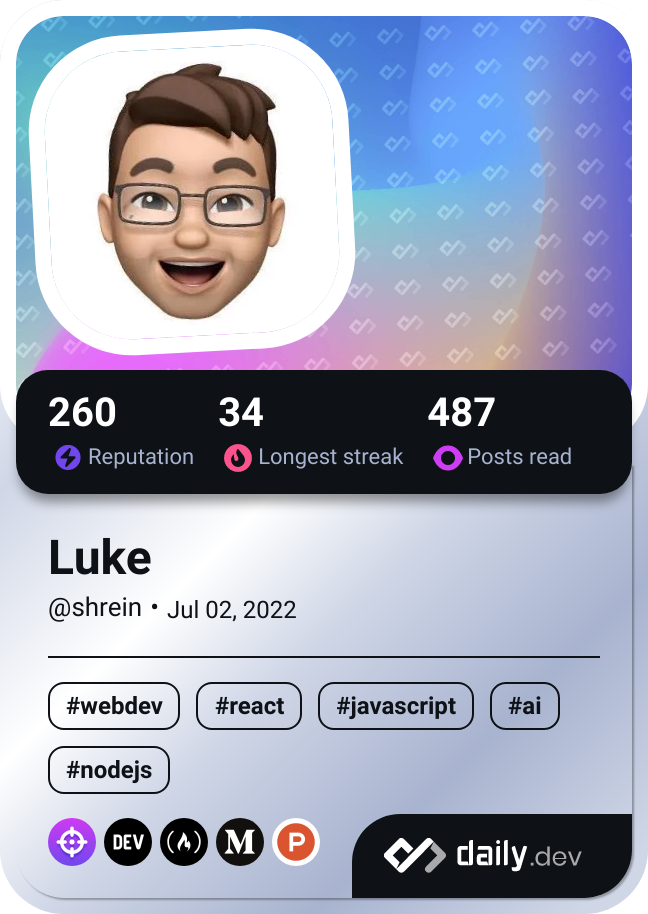 260 34 487
Reputation Longest streak Posts read
Luke
@shrein • Jul 02, 2022
#webdev #react #javascript #ai
#nodejs
DEV M P
daily.dev